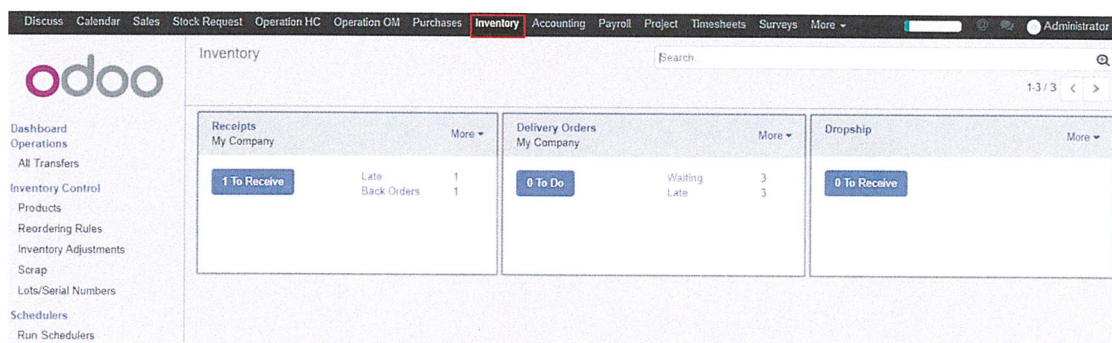 Discuss Calendar Sales Stock Request Operation HC Operation OM Purchases Inventory Accounting Payroll Project Timesheets Surveys More Administrator
odoo
Inventory
Search...
1-3 / 3
Dashboard
Operations
All Transfers
Inventory Control
Products
Reordering Rules
Inventory Adjustments
Scrap
Lots/Serial Numbers
Schedulers
Run Schedulers
Receipts
My Company
More
1 To Receive
Late 1
Back Orders 1
Delivery Orders
My Company
More
0 To Do
Waiting 3
Late 3
Dropship
More
0 To Receive